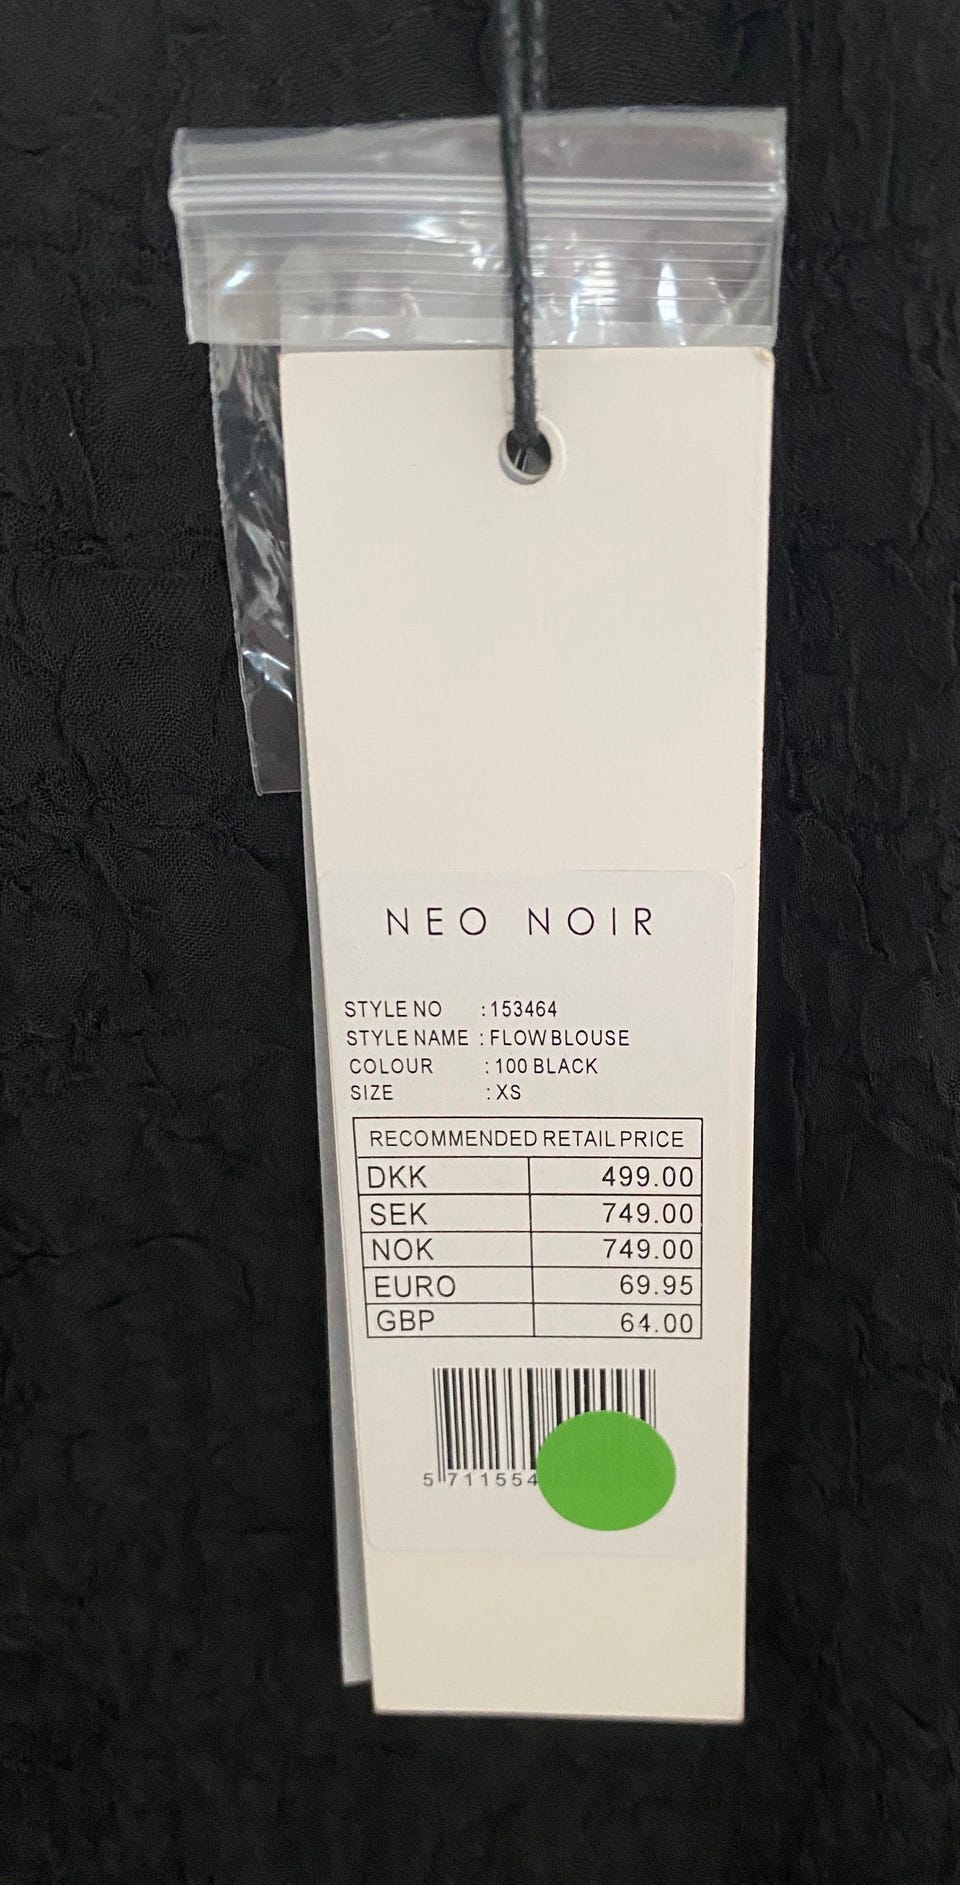 NEO NOIR
STYLE NO : 153464
STYLE NAME : FLOW BLOUSE
COLOUR : 100 BLACK
SIZE : XS
RECOMMENDED RETAIL PRICE
DKK 499.00
SEK 749.00
NOK 749.00
EURO 69.95
GBP 64.00
5 711554